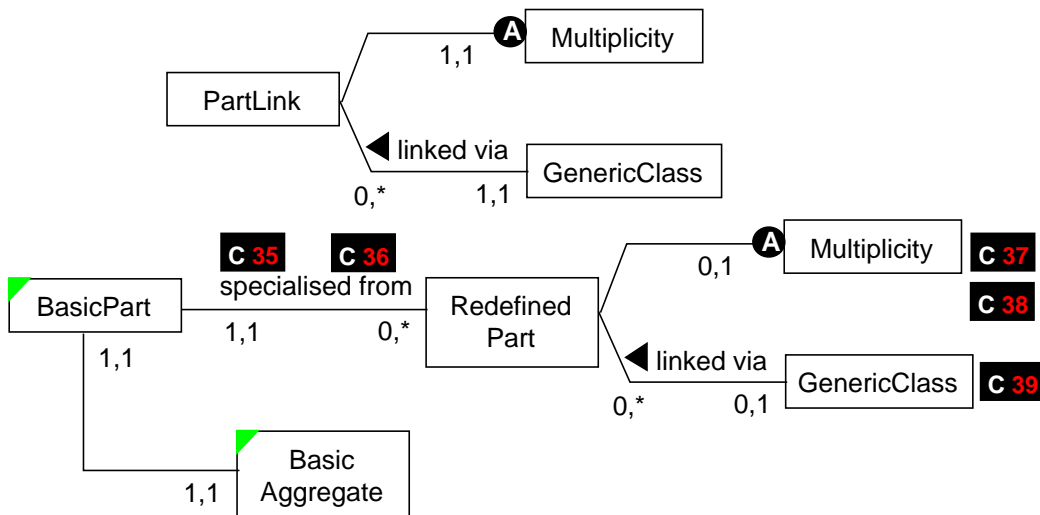 A
Multiplicity
1,1
PartLink
linked via
GenericClass
0,*
1,1
C 35
C 36
A
Multiplicity
C 37
0,1
specialised from
C 38
BasicPart
Redefined
Part
1,1
0,*
1,1
linked via
GenericClass
C 39
0,*
0,1
Basic
Aggregate
1,1